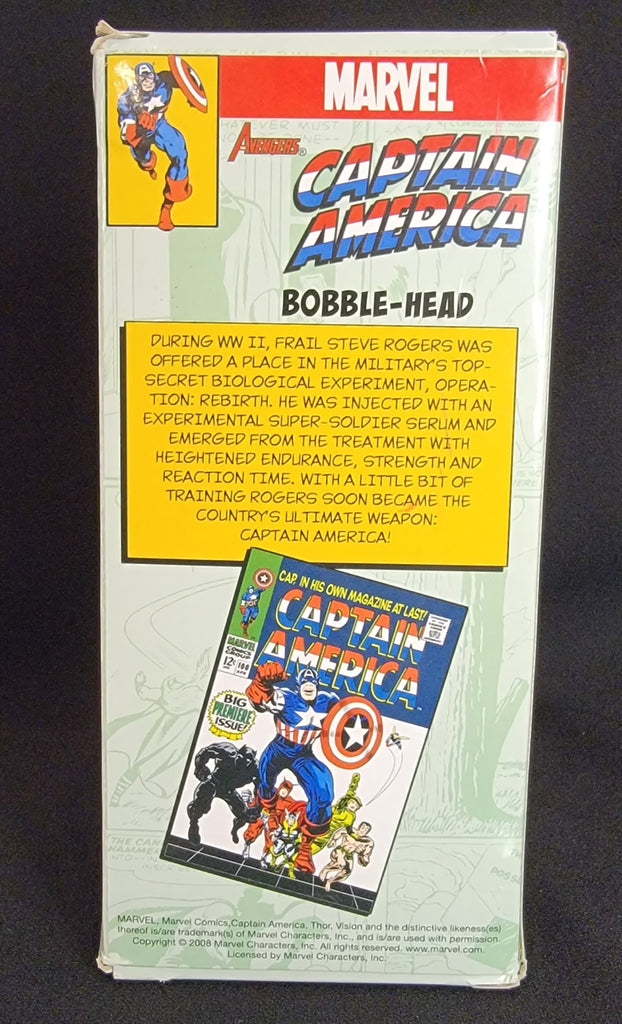 MARVEL
AVENGERS®
CAPTAIN
AMERICA
BOBBLE-HEAD
DURING WW II, FRAIL STEVE ROGERS WAS
OFFERED A PLACE IN THE MILITARY'S TOP-
SECRET BIOLOGICAL EXPERIMENT, OPERA-
TION: REBIRTH. HE WAS INJECTED WITH AN
EXPERIMENTAL SUPER-SOLDIER SERUM AND
EMERGED FROM THE TREATMENT WITH
HEIGHTENED ENDURANCE, STRENGTH AND
REACTION TIME. WITH A LITTLE BIT OF
TRAINING ROGERS SOON BECAME THE
COUNTRY'S ULTIMATE WEAPON:
CAPTAIN AMERICA!
CAP. IN HIS OWN MAGAZINE AT LAST!
CAPTAIN
AMERICA
MARVEL
COMICS
GROUP
12¢ 100
APR
BIG
PREMIERE
ISSUE!
MARVEL, Marvel Comics,Captain America, Thor, Vision and the distinctive likeness(es)
thereof is/are trademark(s) of Marvel Characters, Inc., and is/are used with permission.
Copyright © 2008 Marvel Characters, Inc. All rights reserved. www.marvel.com.
Licensed by Marvel Characters, Inc.